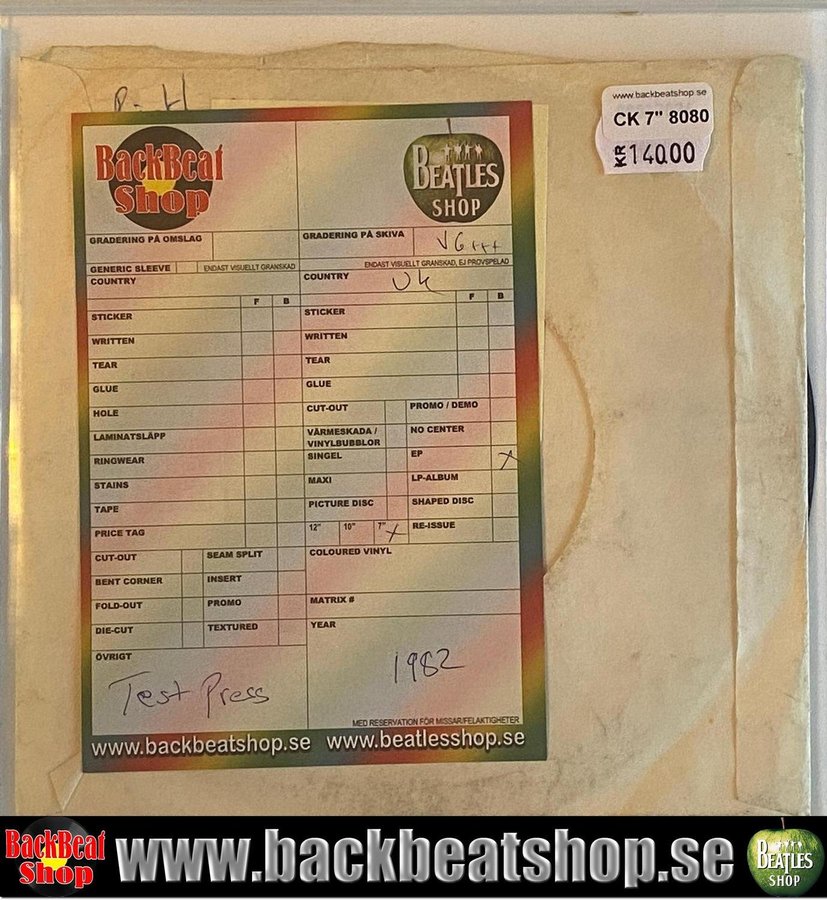 www.backbeatshop.se
CK 7" 8080
KR 140.00
BackBeat
Shop
BEATLES
SHOP
GRADERING PÅ OMSLAG
GRADERING PÅ SKIVA VG+++
GENERIC SLEEVE ENDAST VISUELLT GRANSKAD
ENDAST VISUELLT GRANSKAD, EJ PROVSPELAD
COUNTRY
COUNTRY UK
F B
F B
STICKER
STICKER
WRITTEN
WRITTEN
TEAR
TEAR
GLUE
GLUE
HOLE
CUT-OUT PROMO / DEMO
LAMINATSLÄPP
VÄRMESKADA /
VINYLBUBBLOR
NO CENTER
RINGWEAR
SINGEL EP X
STAINS
MAXI LP-ALBUM
TAPE
PICTURE DISC SHAPED DISC
PRICE TAG
12" 10" 7" X RE-ISSUE
CUT-OUT SEAM SPLIT
COLOURED VINYL
BENT CORNER INSERT
FOLD-OUT PROMO
MATRIX #
DIE-CUT TEXTURED
YEAR
ÖVRIGT
1982
Test Press
MED RESERVATION FÖR MISSAR/FELAKTIGHETER
www.backbeatshop.se www.beatlesshop.se
BackBeat
Shop
www.backbeatshop.se
BEATLES
SHOP